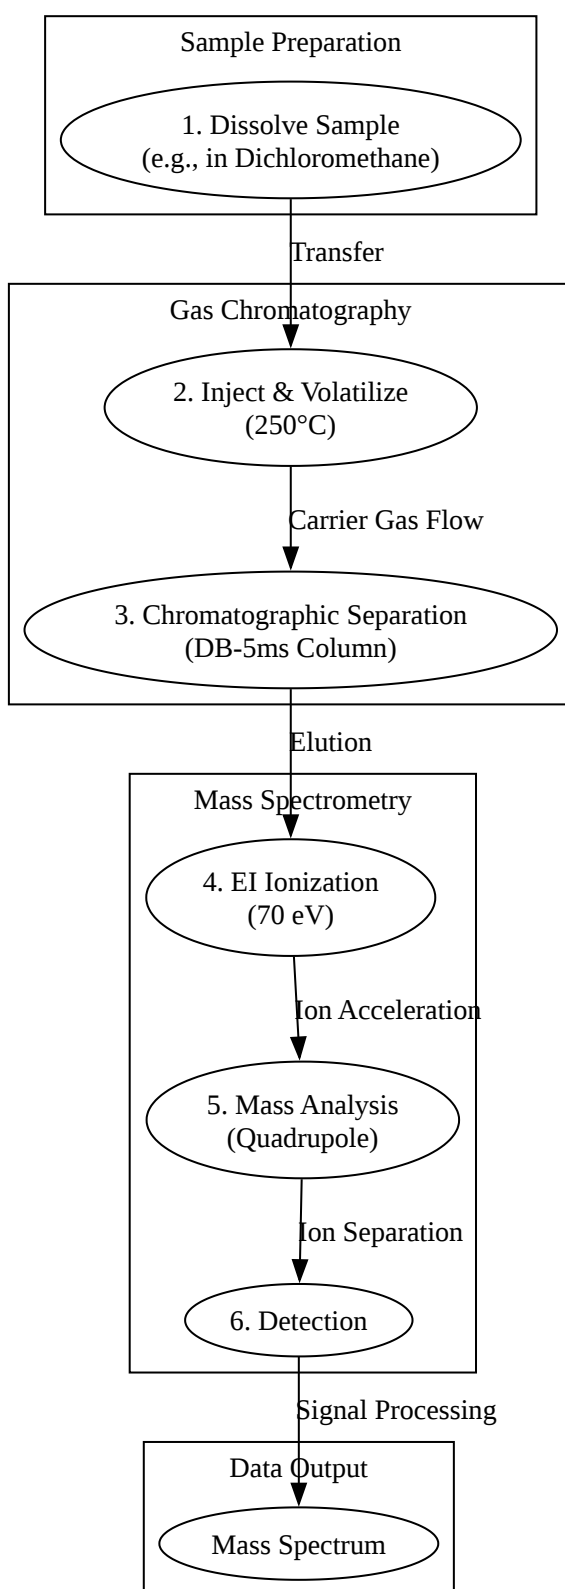 Sample Preparation
1. Dissolve Sample
(e.g., in Dichloromethane)
Transfer
Gas Chromatography
2. Inject & Volatilize
(250°C)
Carrier Gas Flow
3. Chromatographic Separation
(DB-5ms Column)
Elution
Mass Spectrometry
4. EI Ionization
(70 eV)
Ion Acceleration
5. Mass Analysis
(Quadrupole)
Ion Separation
6. Detection
Signal Processing
Data Output
Mass Spectrum